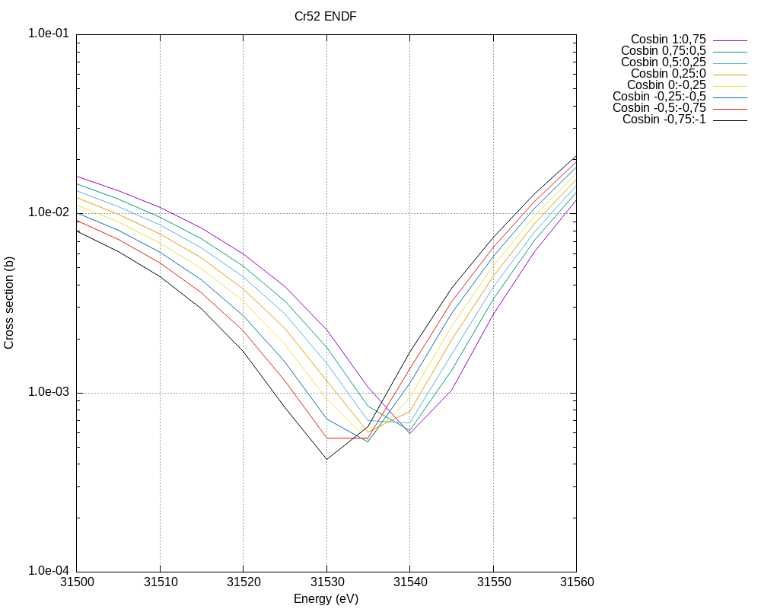 Cr52 ENDF
1.0e-01
1.0e-02
1.0e-03
1.0e-04
Cross section (b)
31500 31510 31520 31530 31540 31550 31560
Energy (eV)
Cosbin 1:0,75
Cosbin 0,75:0,5
Cosbin 0,5:0,25
Cosbin 0,25:0
Cosbin 0:-0,25
Cosbin -0,25:-0,5
Cosbin -0,5:-0,75
Cosbin -0,75:-1